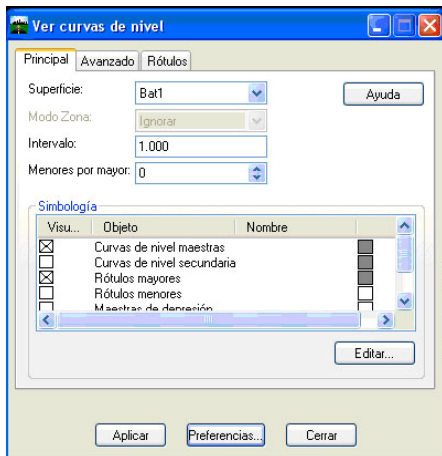 Ver curvas de nivel
Principal Avanzado Rótulos
Superficie: Bat1 Ayuda
Modo Zona: Ignorar
Intervalo: 1.000
Menores por mayor: 0
Simbología
Visu... Objeto Nombre
Curvas de nivel maestras
Curvas de nivel secundaria
Rótulos mayores
Rótulos menores
Maestras de depresión
Editar...
Aplicar Preferencias... Cerrar